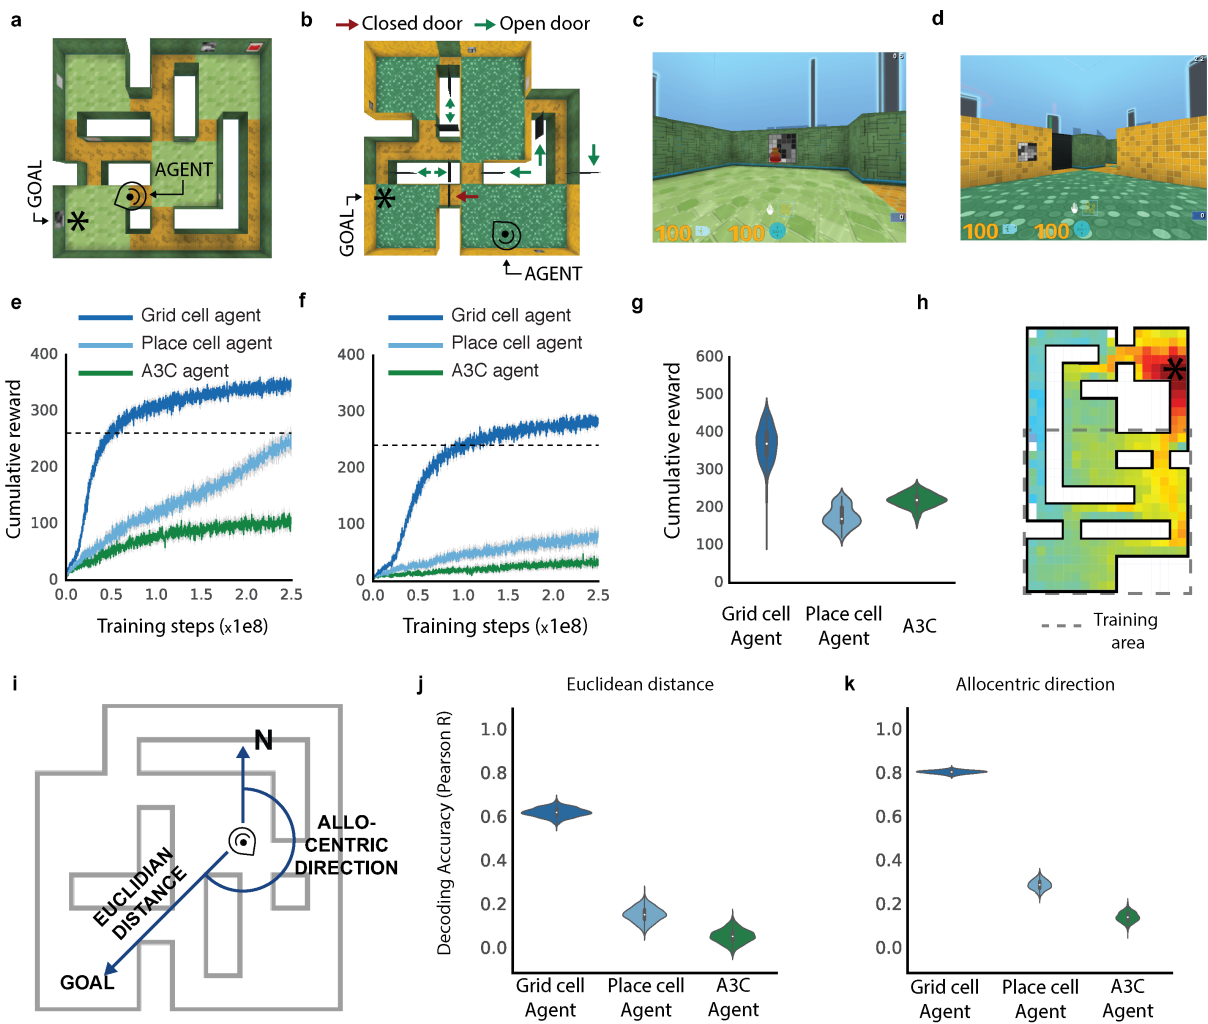 a
GOAL
AGENT
b
Closed door
Open door
GOAL
AGENT
c
100
100
0
d
100
100
0
e
Grid cell agent
Place cell agent
A3C agent
Cumulative reward
400
300
200
100
0
0.0 0.5 1.0 1.5 2.0 2.5
Training steps (x1e8)
f
Grid cell agent
Place cell agent
A3C agent
400
300
200
100
0
0.0 0.5 1.0 1.5 2.0 2.5
Training steps (x1e8)
g
Cumulative reward
600
500
400
300
200
100
0
Grid cell
Agent
Place cell
Agent
A3C
h
Training
area
i
N
ALLO-
CENTRIC
DIRECTION
EUCLIDIAN
DISTANCE
GOAL
j
Euclidean distance
Decoding Accuracy (Pearson R)
1.0
0.8
0.6
0.4
0.2
0.0
Grid cell
Agent
Place cell
Agent
A3C
Agent
k
Allocentric direction
1.0
0.8
0.6
0.4
0.2
0.0
Grid cell
Agent
Place cell
Agent
A3C
Agent